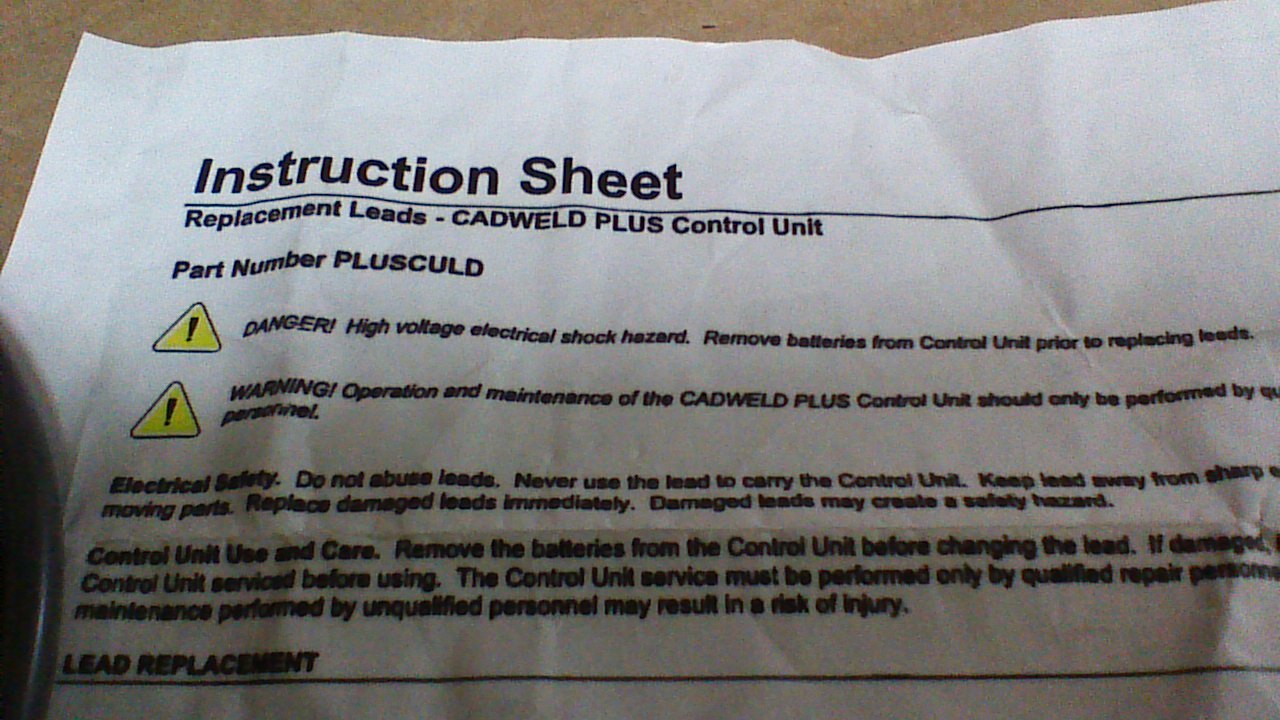 Instruction Sheet
Replacement Leads - CADWELD PLUS Control Unit
Part Number PLUSCULD
DANGER! High voltage electrical shock hazard. Remove batteries from Control Unit prior to replacing leads.
WARNING! Operation and maintenance of the CADWELD PLUS Control Unit should only be performed by
personnel.
Electrical Safety. Do not abuse leads. Never use the lead to carry the Control Unit. Keep lead away from sharp
moving parts. Replace damaged leads immediately. Damaged leads may create a safety hazard.
Control Unit Use and Care. Remove the batteries from the Control Unit before changing the lead. If damaged,
Control Unit serviced before using. The Control Unit service must be performed only by qualified repair
maintenance performed by unqualified personnel may result in a risk of injury.
LEAD REPLACEMENT